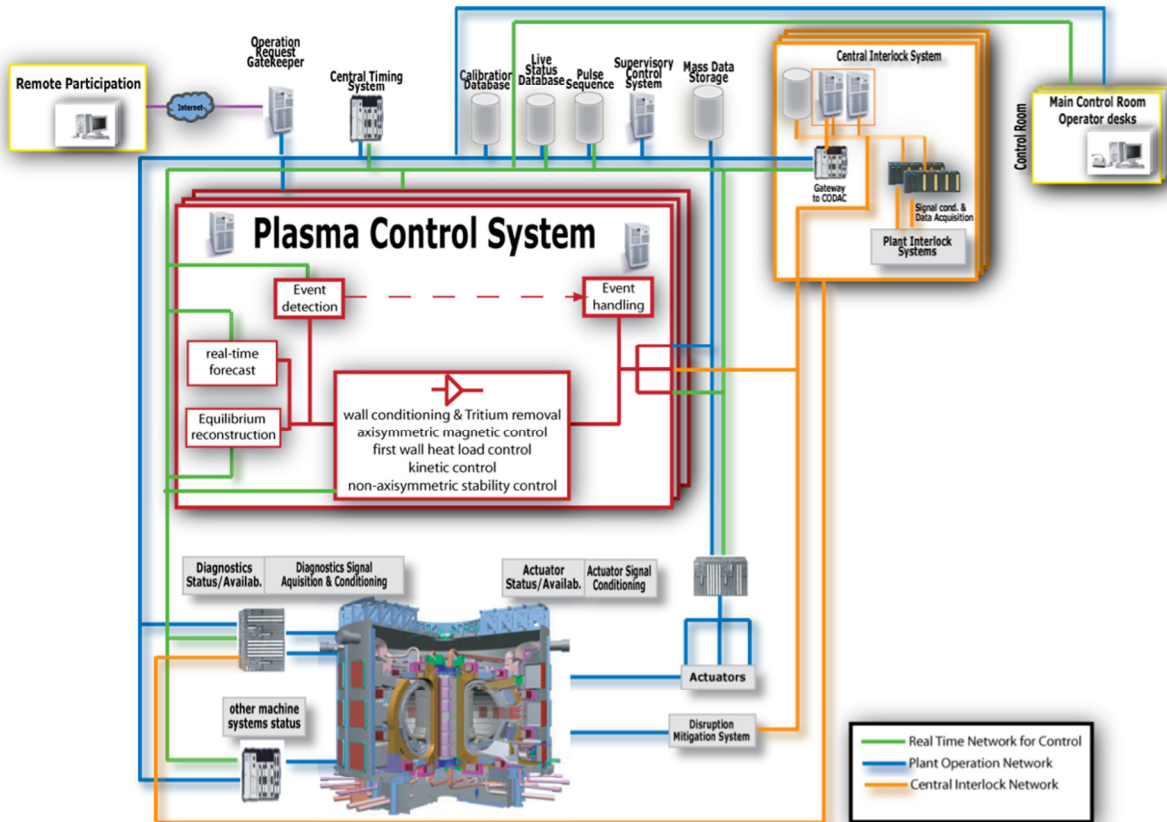 Operation
Request
Gatekeeper
Central Timing
System
Calibration
Database
Live
Status
Database
Pulse
Sequence
Supervisory
Control
System
Mass Data
Storage
Central Interlock System
Remote Participation
Internet
Control Room
Main Control Room
Operator desks
Gateway
to CODAC
Signal cond. &
Data Acquisition
Plant Interlock
Systems
Plasma Control System
Event
detection
Event
handling
real-time
forecast
Equilibrium
reconstruction
wall conditioning & Tritium removal
axisymmetric magnetic control
first wall heat load control
kinetic control
non-axisymmetric stability control
Diagnostics
Status/Availab.
Diagnostics Signal
Aquisition & Conditioning
Actuator
Status/Availab.
Actuator Signal
Conditioning
Actuators
other machine
systems status
Disruption
Mitigation System
Real Time Network for Control
Plant Operation Network
Central Interlock Network